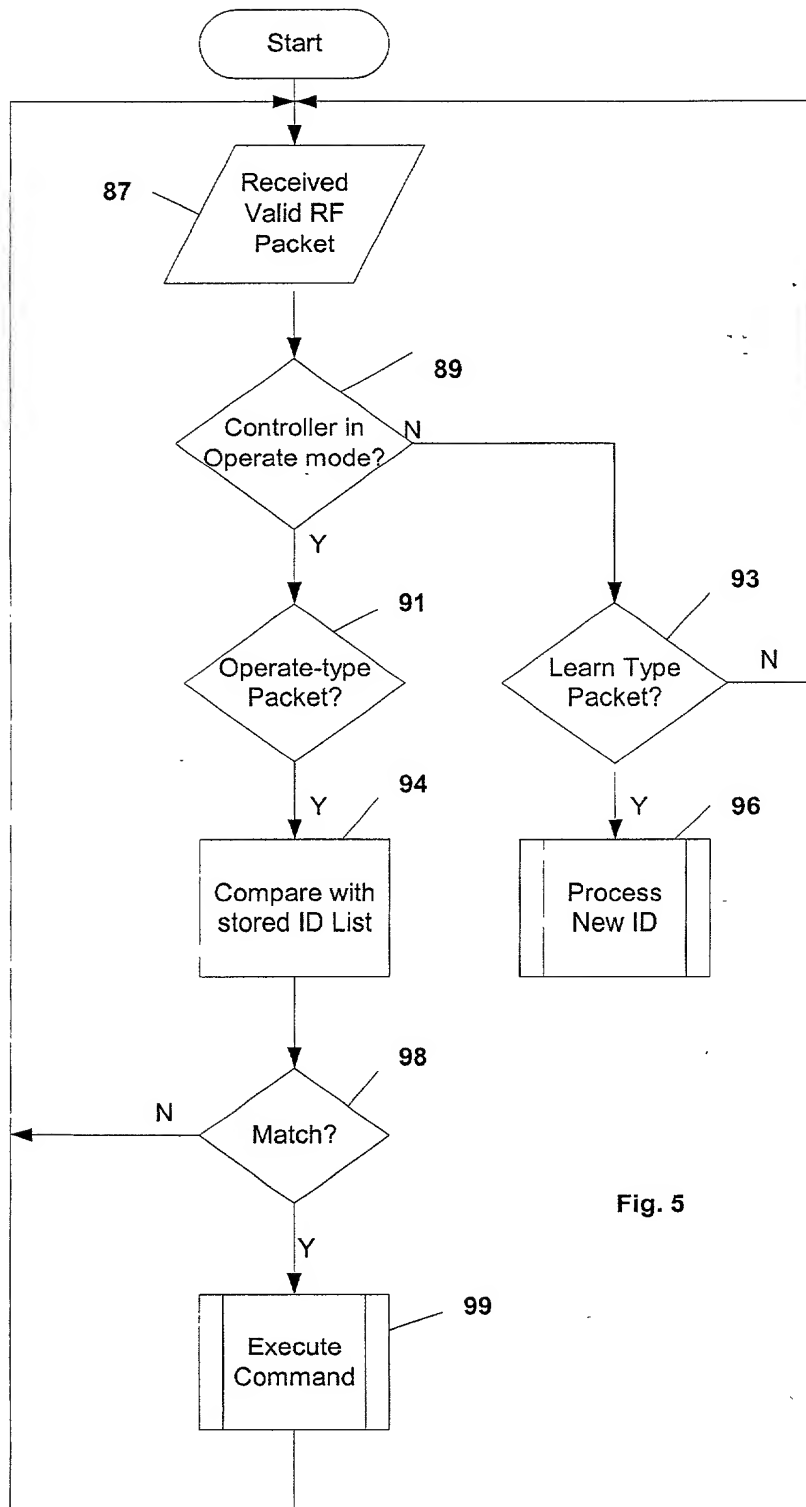 Start
87
Received
Valid RF
Packet
89
Controller in
Operate mode?
N
Y
91
Operate-type
Packet?
93
Learn Type
Packet?
N
Y
94
Compare with
stored ID List
Y
96
Process
New ID
98
N
Match?
Y
Fig. 5
99
Execute
Command